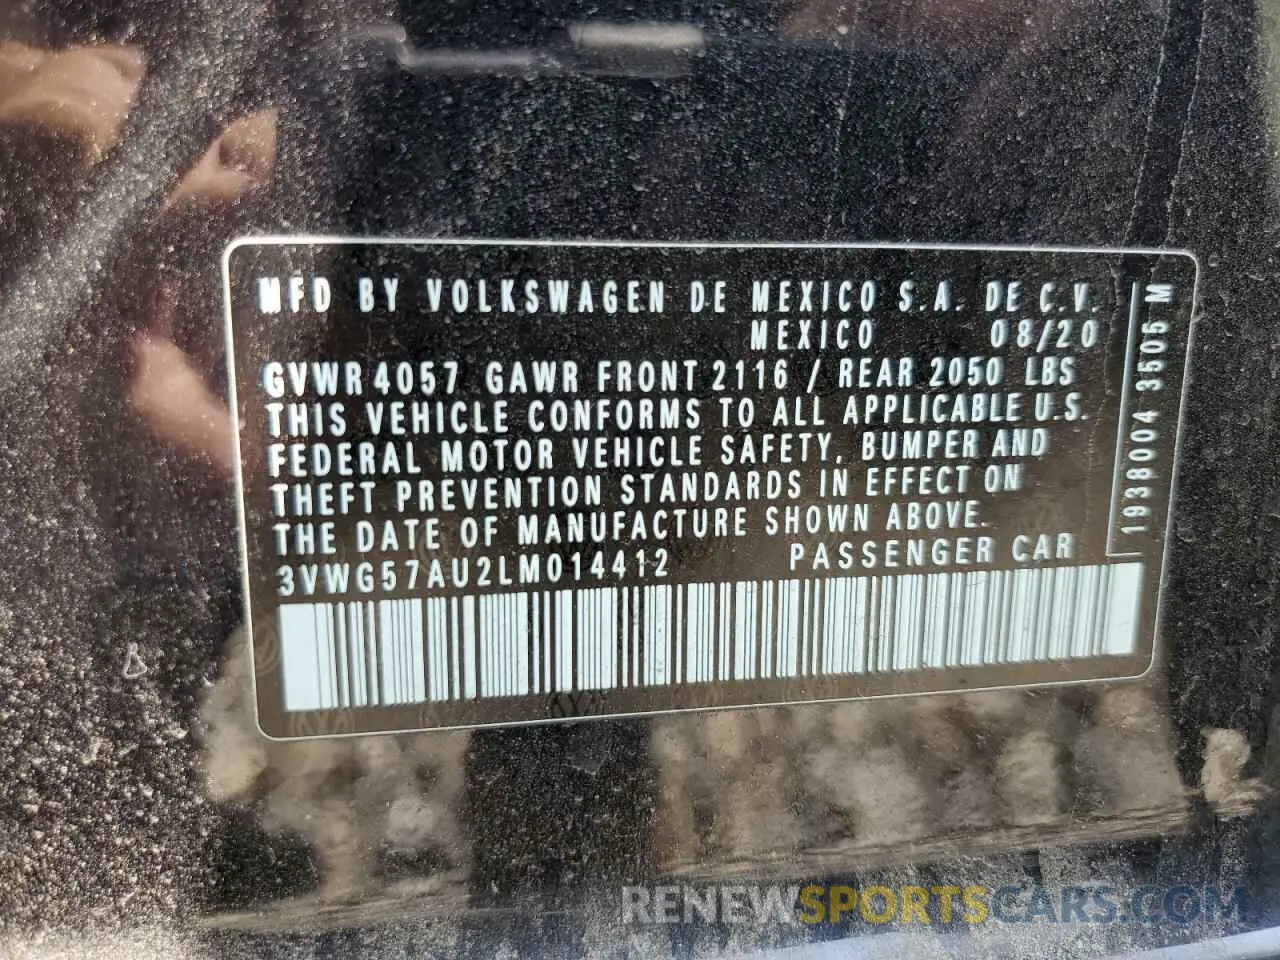 MFD BY VOLKSWAGEN DE MEXICO S.A. DE C.V.
MEXICO 08/20
GVWR 4057 GAWR FRONT 2116 / REAR 2050 LBS
THIS VEHICLE CONFORMS TO ALL APPLICABLE U.S.
FEDERAL MOTOR VEHICLE SAFETY, BUMPER AND
THEFT PREVENTION STANDARDS IN EFFECT ON
THE DATE OF MANUFACTURE SHOWN ABOVE.
3VWG57AU2LM014412 PASSENGER CAR
1938004 3505 M
RENEWSPORTSCARS.COM